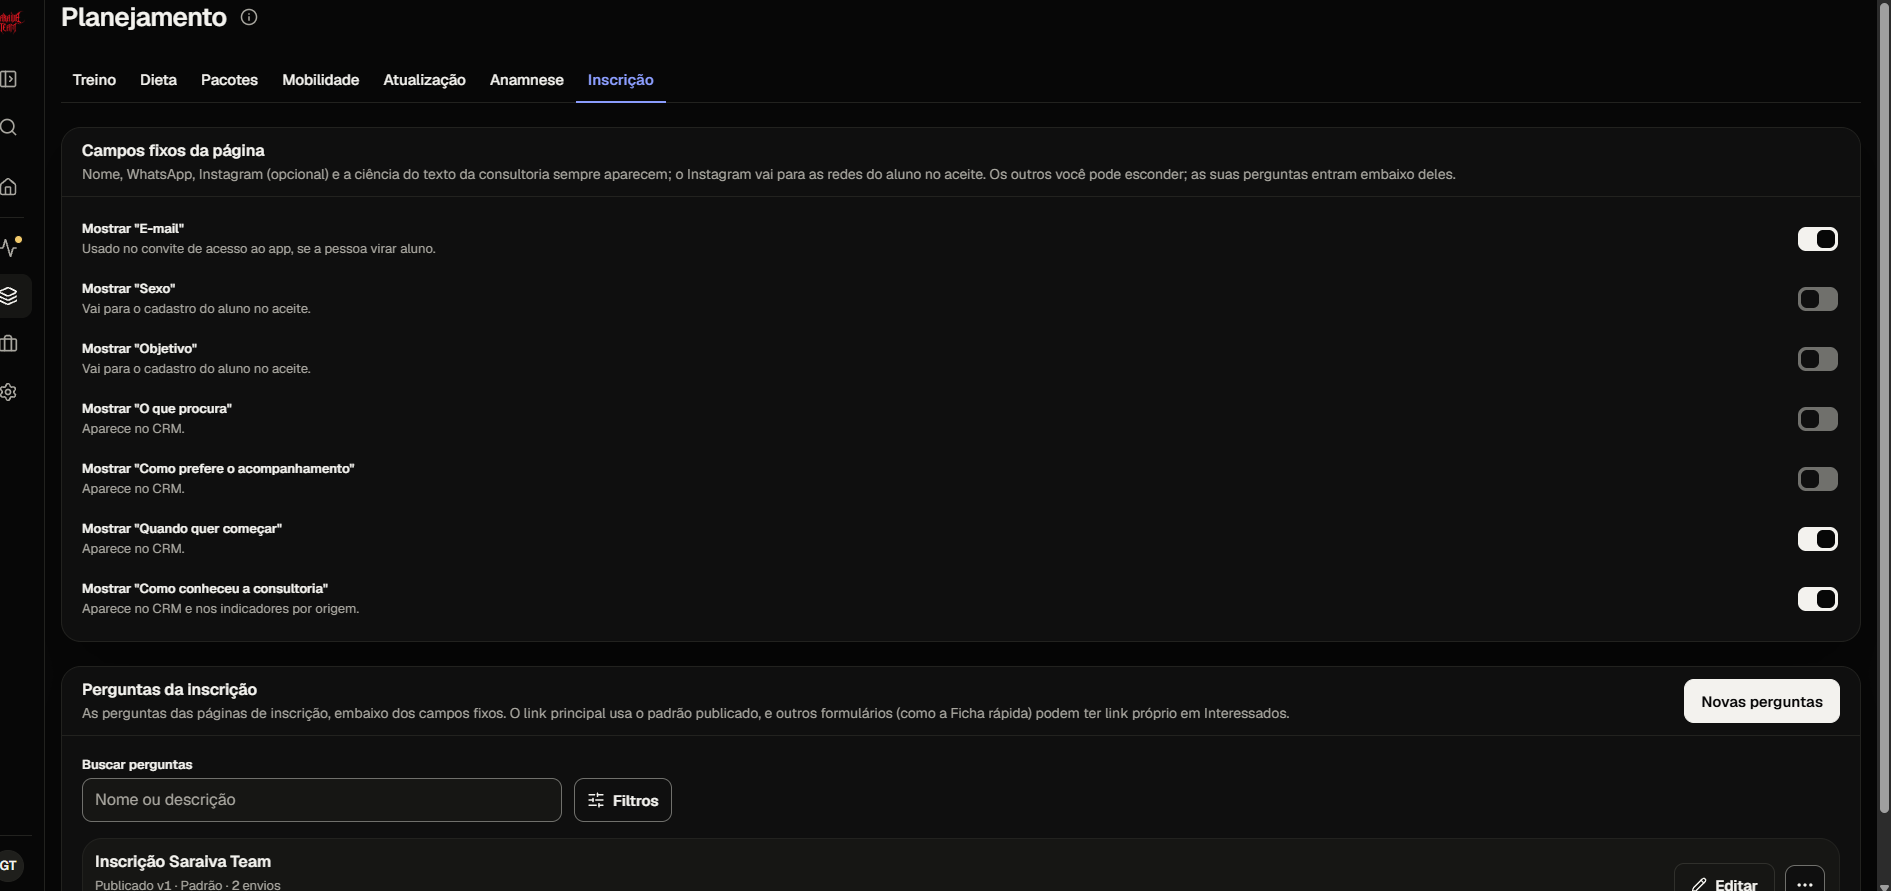 Planejamento
Treino Dieta Pacotes Mobilidade Atualização Anamnese Inscrição
Campos fixos da página
Nome, WhatsApp, Instagram (opcional) e a ciência do texto da consultoria sempre aparecem; o Instagram vai para as redes do aluno no aceite. Os outros você pode esconder; as suas perguntas entram embaixo deles.
Mostrar "E-mail"
Usado no convite de acesso ao app, se a pessoa virar aluno.
Mostrar "Sexo"
Vai para o cadastro do aluno no aceite.
Mostrar "Objetivo"
Vai para o cadastro do aluno no aceite.
Mostrar "O que procura"
Aparece no CRM.
Mostrar "Como prefere o acompanhamento"
Aparece no CRM.
Mostrar "Quando quer começar"
Aparece no CRM.
Mostrar "Como conheceu a consultoria"
Aparece no CRM e nos indicadores por origem.
Perguntas da inscrição
As perguntas das páginas de inscrição, embaixo dos campos fixos. O link principal usa o padrão publicado, e outros formulários (como a Ficha rápida) podem ter link próprio em Interessados.
Novas perguntas
Buscar perguntas
Nome ou descrição
Filtros
Inscrição Saraiva Team
Publicado v1 · Padrão · 2 envios
Editar
GT